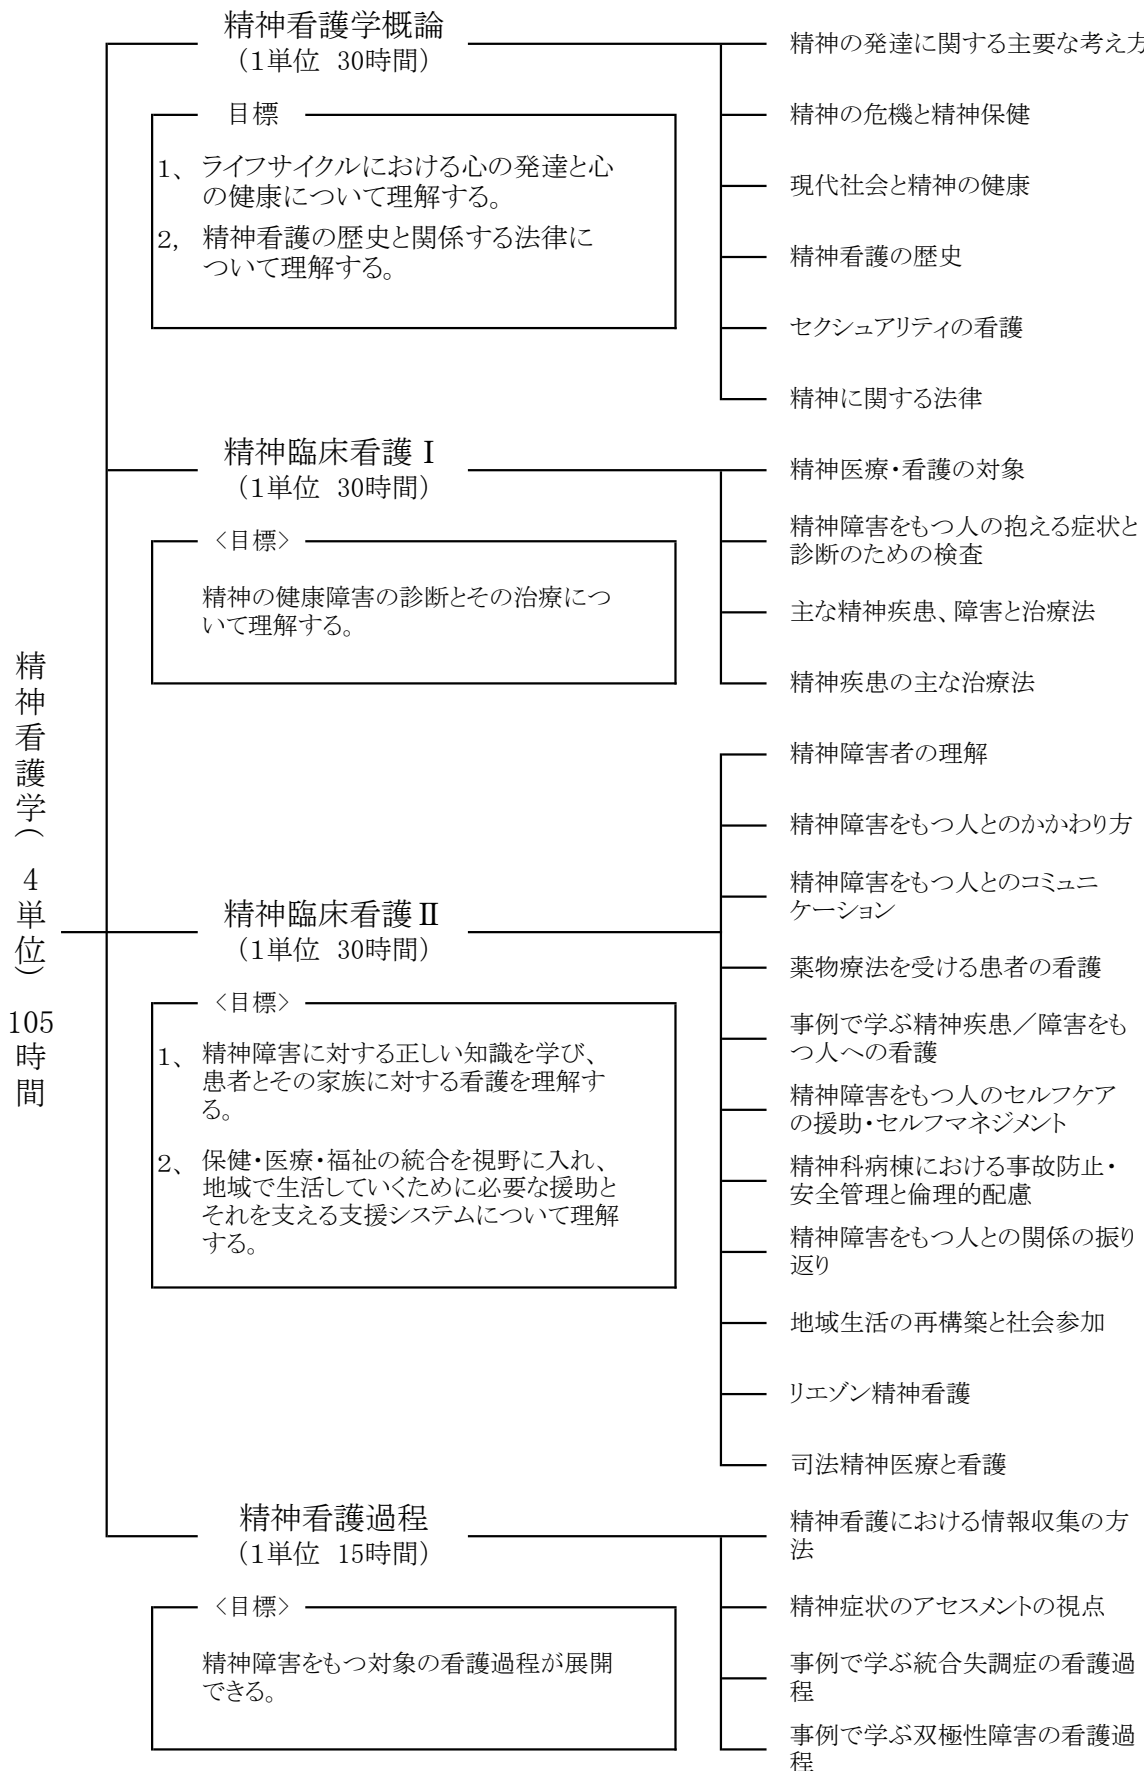 精神看護学(4単位)105時間
精神看護学概論
(1単位 30時間)
目標
1、 ライフサイクルにおける心の発達と心
の健康について理解する。
2, 精神看護の歴史と関係する法律に
ついて理解する。
精神の発達に関する主要な考え方
精神の危機と精神保健
現代社会と精神の健康
精神看護の歴史
セクシュアリティの看護
精神に関する法律
精神臨床看護Ⅰ
(1単位 30時間)
<目標>
精神の健康障害の診断とその治療につ
いて理解する。
精神医療・看護の対象
精神障害をもつ人の抱える症状と
診断のための検査
主な精神疾患、障害と治療法
精神疾患の主な治療法
精神臨床看護Ⅱ
(1単位 30時間)
<目標>
1、 精神障害に対する正しい知識を学び、
患者とその家族に対する看護を理解す
る。
2、 保健・医療・福祉の統合を視野に入れ、
地域で生活していくために必要な援助と
それを支える支援システムについて理解
する。
精神障害者の理解
精神障害をもつ人とのかかわり方
精神障害をもつ人とのコミュニ
ケーション
薬物療法を受ける患者の看護
事例で学ぶ精神疾患/障害をも
つ人への看護
精神障害をもつ人のセルフケア
の援助・セルフマネジメント
精神科病棟における事故防止・
安全管理と倫理的配慮
精神障害をもつ人との関係の振り
返り
地域生活の再構築と社会参加
リエゾン精神看護
司法精神医療と看護
精神看護過程
(1単位 15時間)
<目標>
精神障害をもつ対象の看護過程が展開
できる。
精神看護における情報収集の方
法
精神症状のアセスメントの視点
事例で学ぶ統合失調症の看護過
程
事例で学ぶ双極性障害の看護過
程